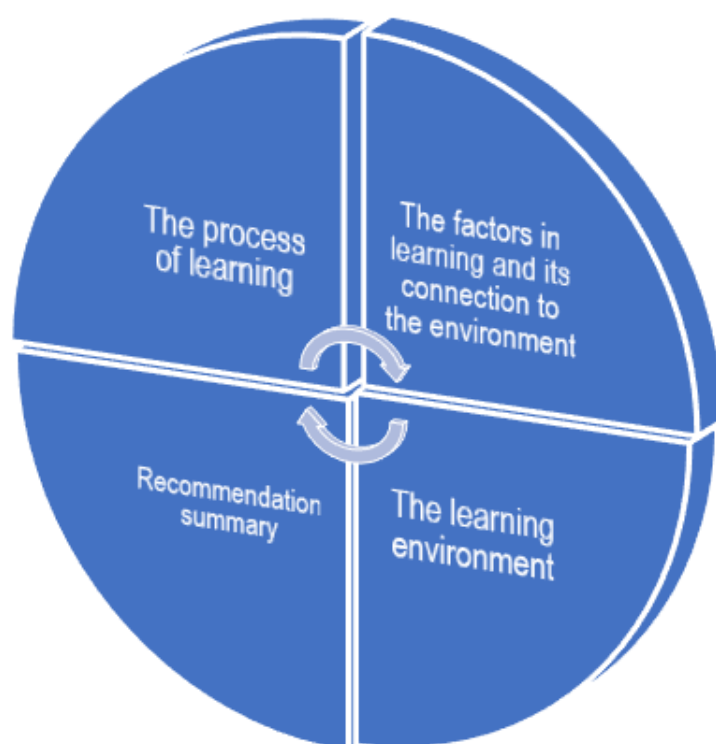 The process
of learning
The factors in
learning and its
connection to
the environment
Recommendation
summary
The learning
environment